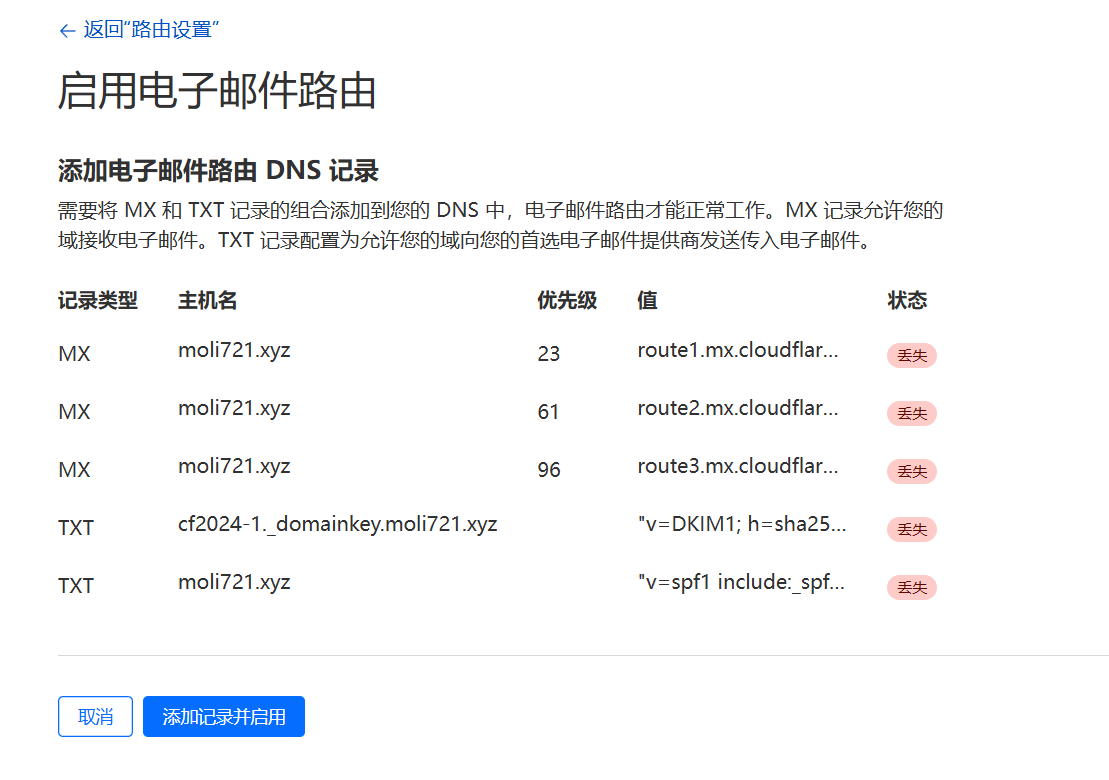 ← 返回“路由设置”
启用电子邮件路由
添加电子邮件路由 DNS 记录
需要将 MX 和 TXT 记录的组合添加到您的 DNS 中，电子邮件路由才能正常工作。MX 记录允许您的
域接收电子邮件。TXT 记录配置为允许您的域向您的首选电子邮件提供商发送传入电子邮件。
记录类型 主机名 优先级 值 状态
MX moli721.xyz 23 route1.mx.cloudflar... 丢失
MX moli721.xyz 61 route2.mx.cloudflar... 丢失
MX moli721.xyz 96 route3.mx.cloudflar... 丢失
TXT cf2024-1._domainkey.moli721.xyz "v=DKIM1; h=sha25... 丢失
TXT moli721.xyz "v=spf1 include:_spf... 丢失
取消 添加记录并启用